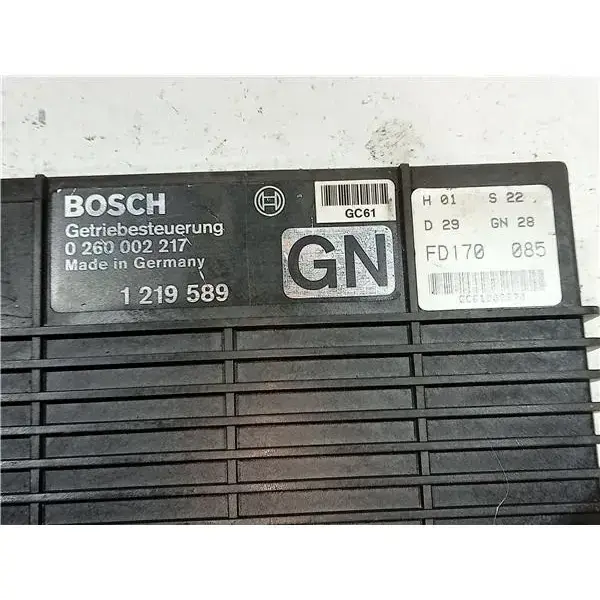 BOSCH
Getriebesteuerung
0 260 002 217
Made in Germany
1 219 589
GC61
GN
H 01 S 22
D 29 GN 28
FD170 085